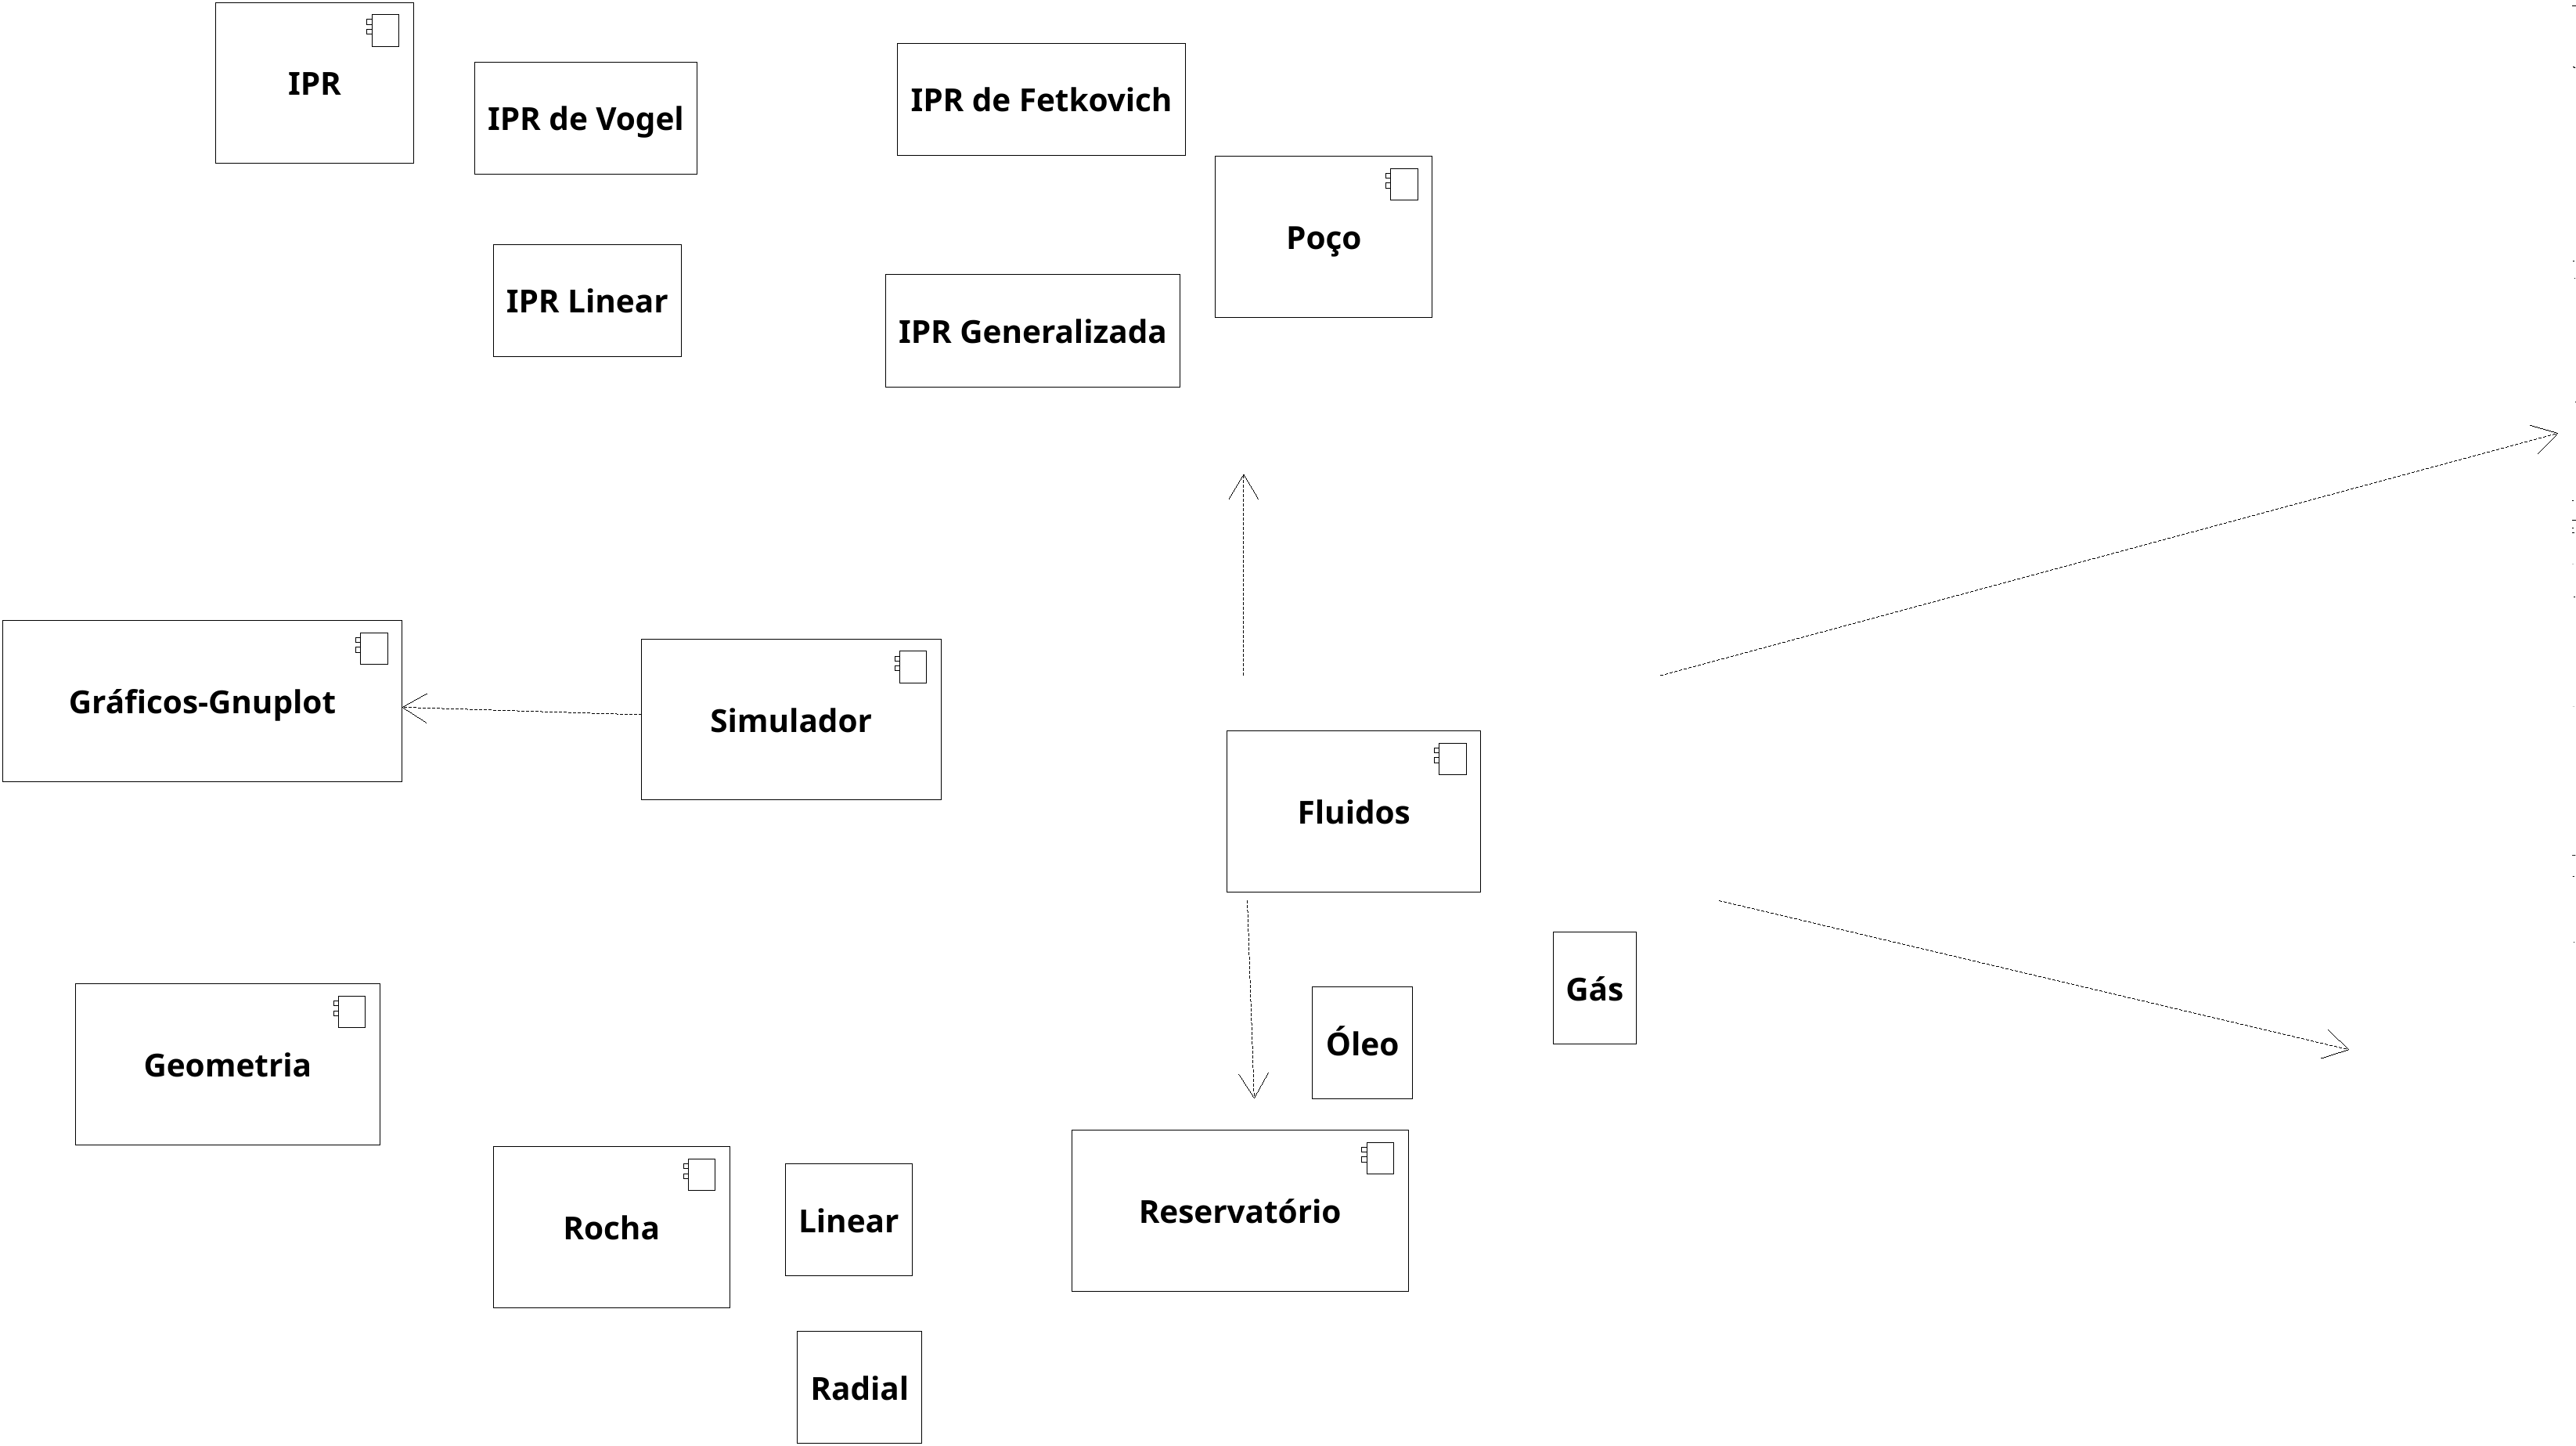 IPR
IPR de Vogel
IPR de Fetkovich
Poço
IPR Linear
IPR Generalizada
Gráficos-Gnuplot
Simulador
Fluidos
Gás
Óleo
Geometria
Rocha
Linear
Reservatório
Radial